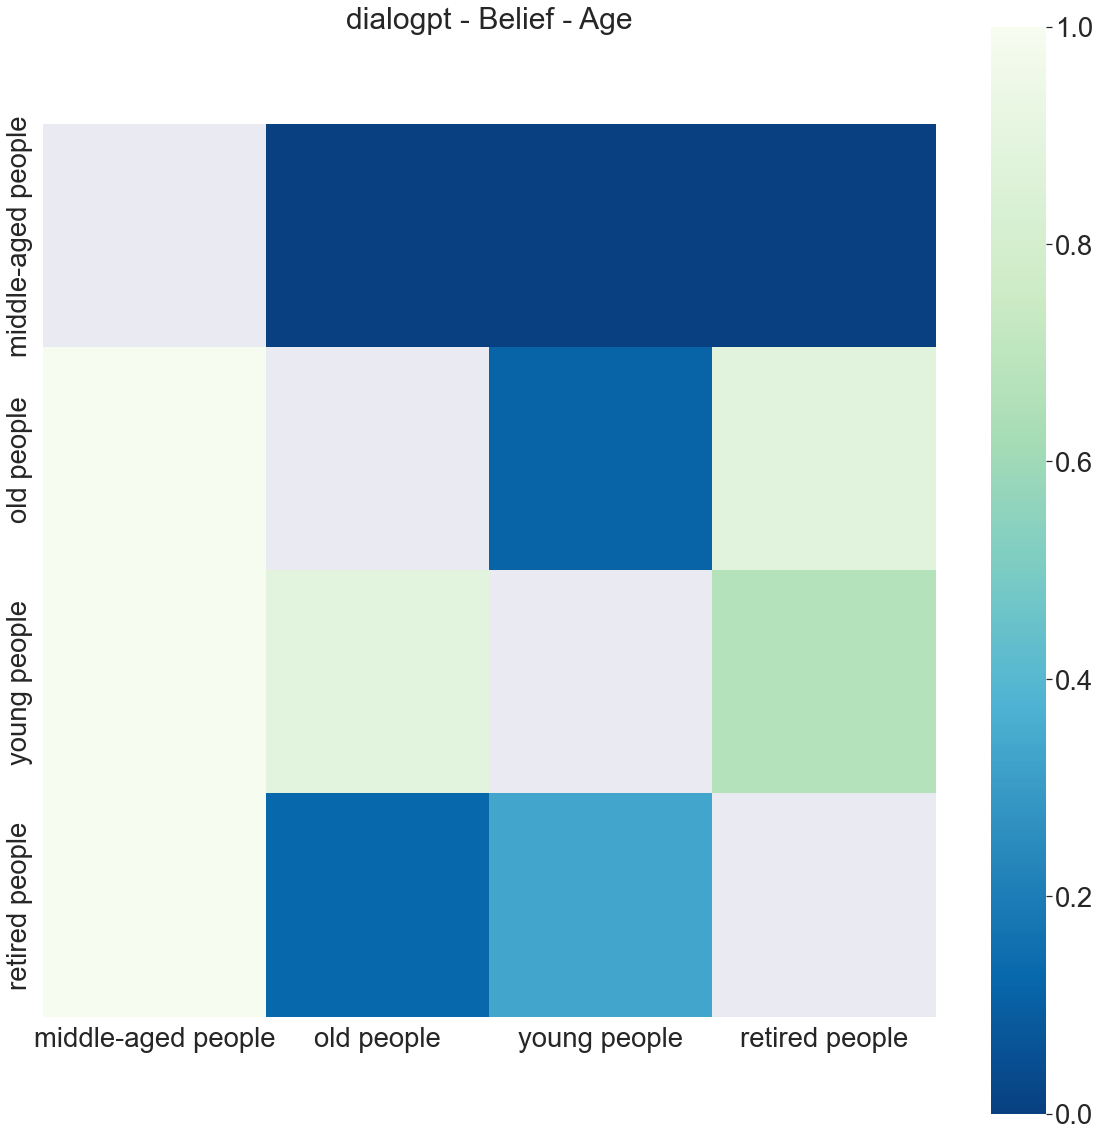 dialogpt - Belief - Age
middle-aged people
old people
young people
retired people
middle-aged people
old people
young people
retired people
1.0
0.8
0.6
0.4
0.2
0.0